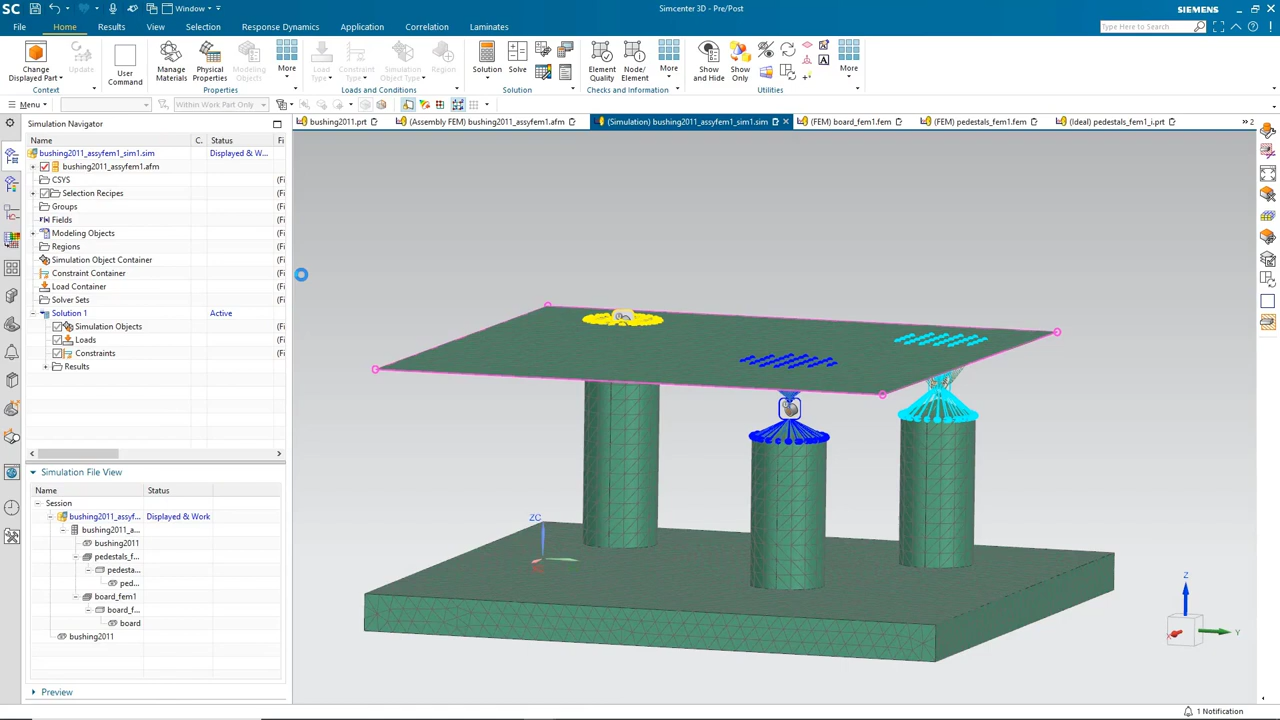 SC Window Simcenter 3D - Pre/Post SIEMENS
File Home Results View Selection Response Dynamics Application Correlation Laminates Type Here to Search
Change Displayed Part Update User Command Manage Materials Physical Properties Modeling Objects More Load Type Constraint Type Simulation Object Type Region Solution Solve Element Quality Node/Element More Show and Hide Show Only More
Context Properties Loads and Conditions Solution Checks and Information Utilities
Menu Within Work Part Only
Simulation Navigator
bushing2011.prt (Assembly FEM) bushing2011_assyfem1.afm (Simulation) bushing2011_assyfem1_sim1.sim (FEM) board_fem1.fem (FEM) pedestals_fem1.fem (Ideal) pedestals_fem1_i.prt 2
Name C. Status Fi
bushing2011_assyfem1_sim1.sim Displayed & W...
bushing2011_assyfem1.afm
CSYS (Fi
Selection Recipes (Fi
Groups (Fi
Fields (Fi
Modeling Objects (Fi
Regions (Fi
Simulation Object Container (Fi
Constraint Container (Fi
Load Container (Fi
Solver Sets (Fi
Solution 1 Active (Fi
Simulation Objects (Fi
Loads (Fi
Constraints (Fi
Results (Fi
Simulation File View
Name Status
Session
bushing2011_assyf... Displayed & Work
bushing2011_a...
bushing2011
pedestals_f...
pedesta...
ped...
board_fem1
board_f...
board
bushing2011
Preview
ZC
Z
Y
1 Notification